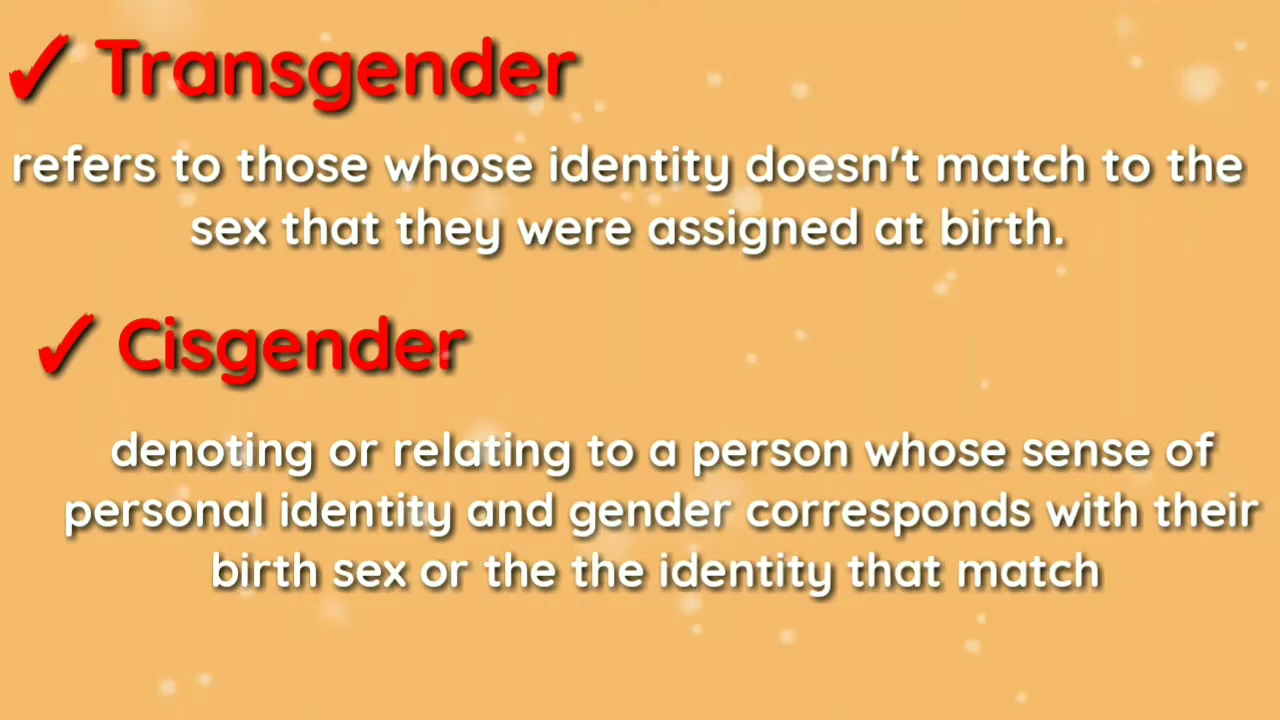 ✓ Transgender
refers to those whose identity doesn't match to the
sex that they were assigned at birth.
✓ Cisgender
denoting or relating to a person whose sense of
personal identity and gender corresponds with their
birth sex or the the identity that match